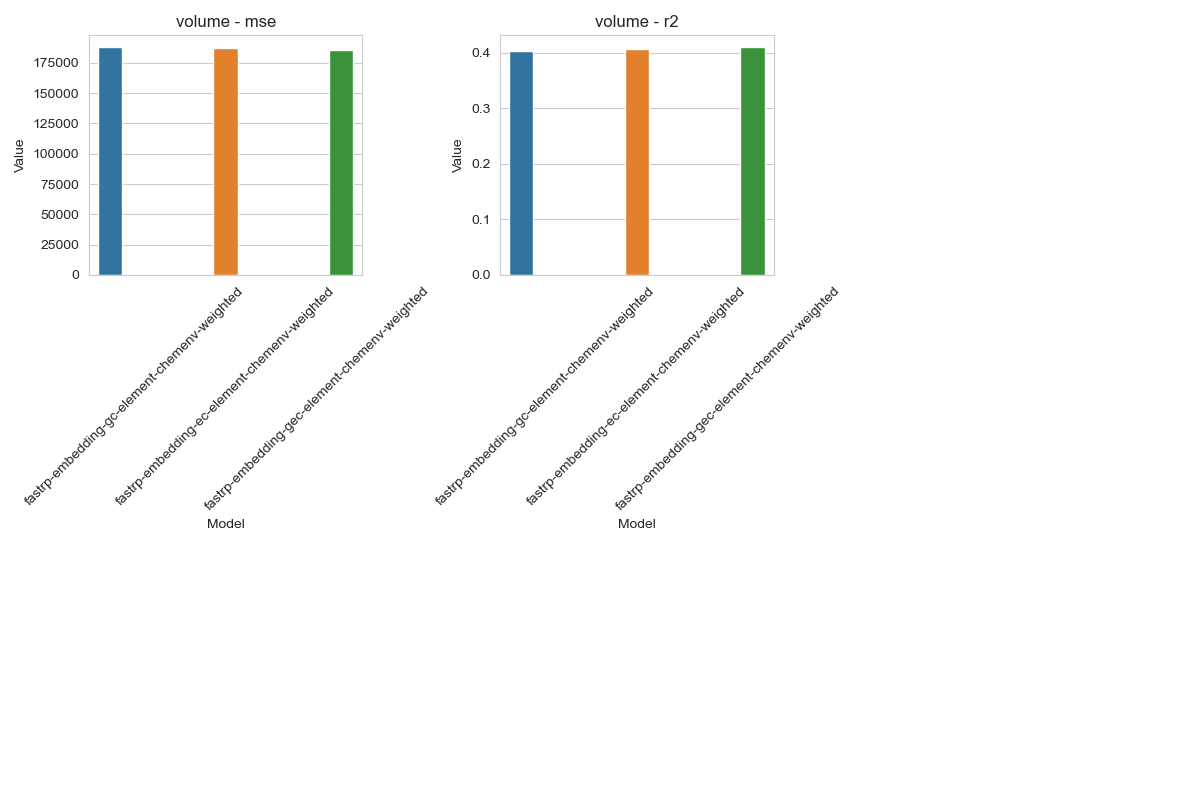 volume - mse
175000
150000
125000
100000
75000
50000
25000
0
Value
fastrp-embedding-gc-element-chemenv-weighted
fastrp-embedding-ec-element-chemenv-weighted
fastrp-embedding-gec-element-chemenv-weighted
Model
volume - r2
0.4
0.3
0.2
0.1
0.0
Value
fastrp-embedding-gc-element-chemenv-weighted
fastrp-embedding-ec-element-chemenv-weighted
fastrp-embedding-gec-element-chemenv-weighted
Model